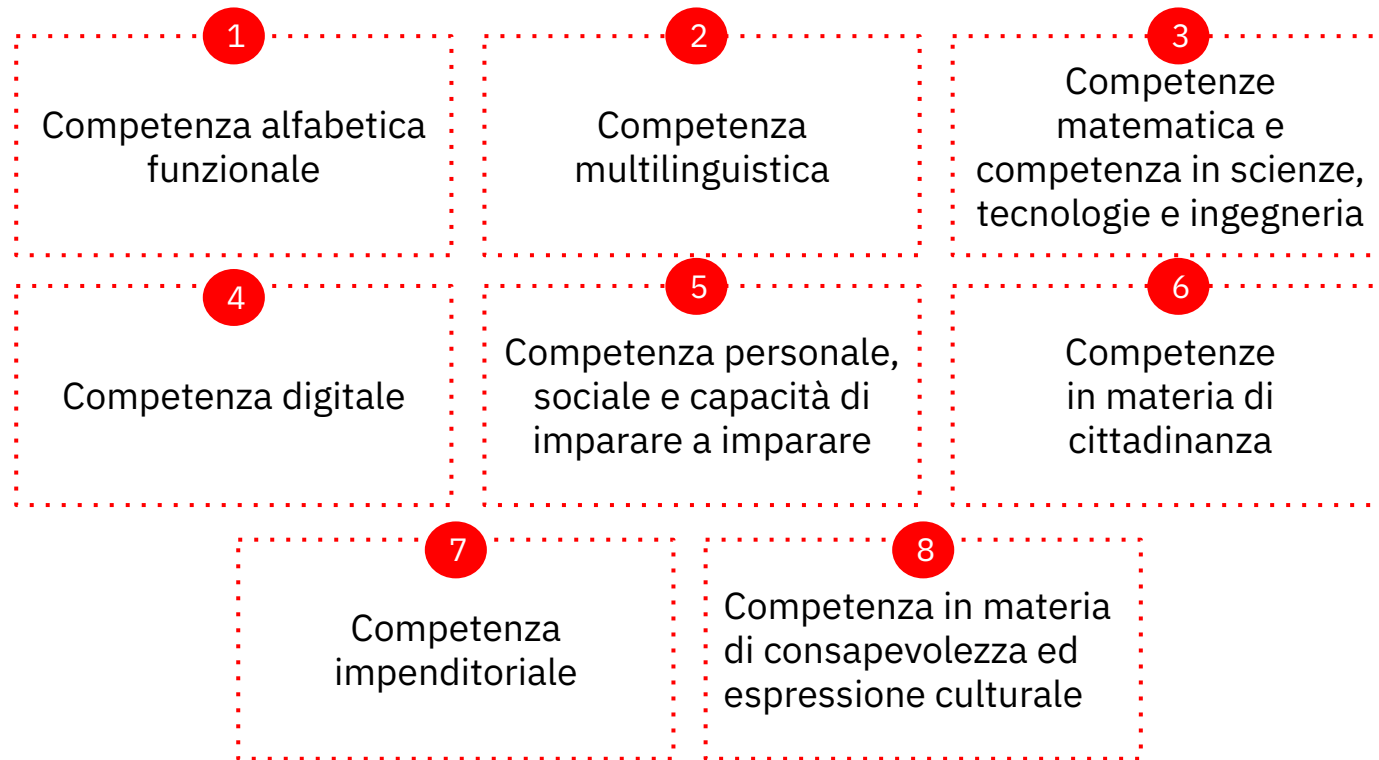 1
Competenza alfabetica
funzionale
2
Competenza
multilinguistica
3
Competenze
matematica e
competenza in scienze,
tecnologie e ingegneria
4
Competenza digitale
5
Competenza personale,
sociale e capacità di
imparare a imparare
6
Competenze
in materia di
cittadinanza
7
Competenza
impenditoriale
8
Competenza in materia
di consapevolezza ed
espressione culturale